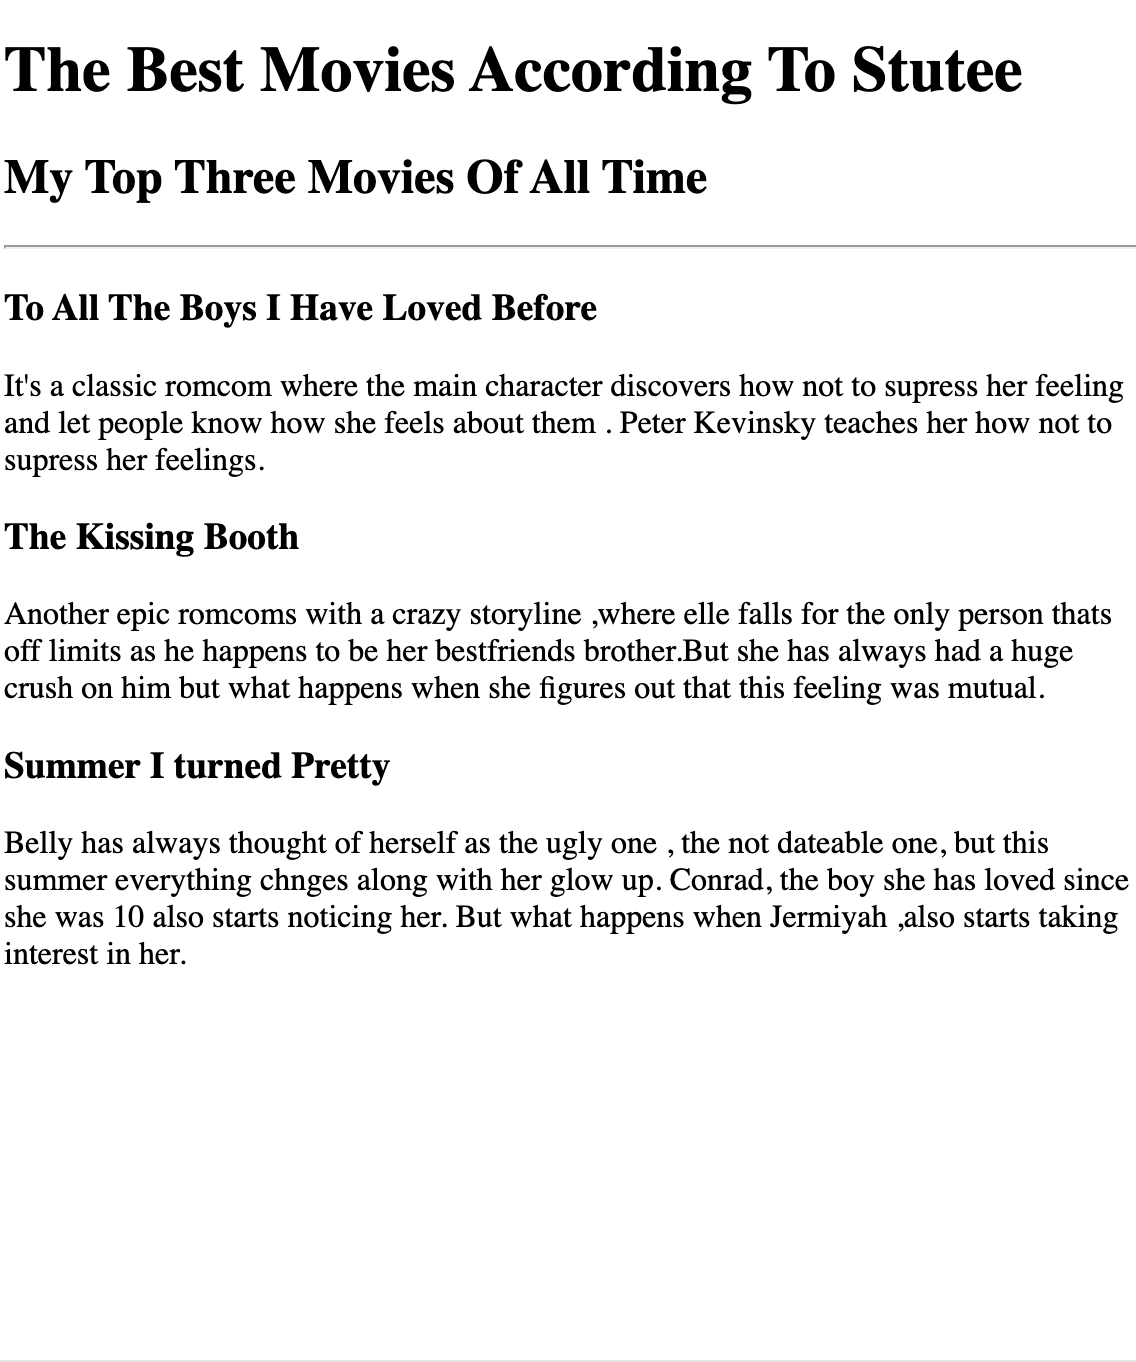 The Best Movies According To Stutee
My Top Three Movies Of All Time
To All The Boys I Have Loved Before
It's a classic romcom where the main character discovers how not to supress her feeling
and let people know how she feels about them . Peter Kevinsky teaches her how not to
supress her feelings.
The Kissing Booth
Another epic romcoms with a crazy storyline ,where elle falls for the only person thats
off limits as he happens to be her bestfriends brother.But she has always had a huge
crush on him but what happens when she figures out that this feeling was mutual.
Summer I turned Pretty
Belly has always thought of herself as the ugly one , the not dateable one, but this
summer everything chnges along with her glow up. Conrad, the boy she has loved since
she was 10 also starts noticing her. But what happens when Jermiyah ,also starts taking
interest in her.